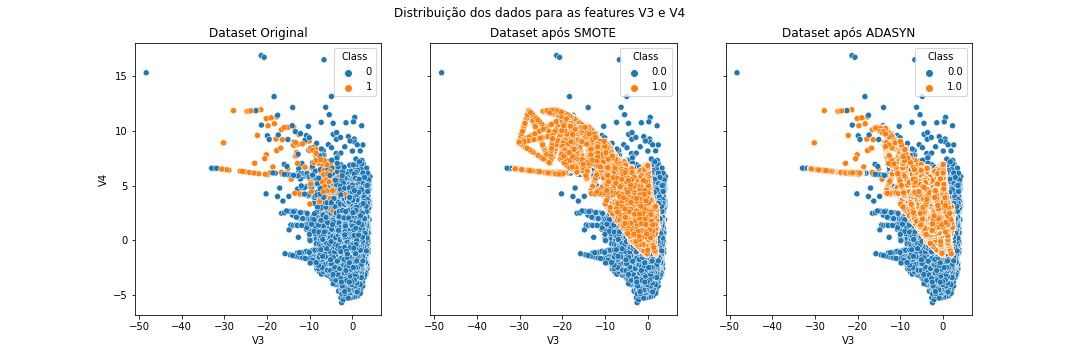 Distribuição dos dados para as features V3 e V4
Dataset Original
Class
0
1
15
10
5
0
−5
V4
−50
−40
−30
−20
−10
0
V3
Dataset após SMOTE
Class
0.0
1.0
−50
−40
−30
−20
−10
0
V3
Dataset após ADASYN
Class
0.0
1.0
−50
−40
−30
−20
−10
0
V3